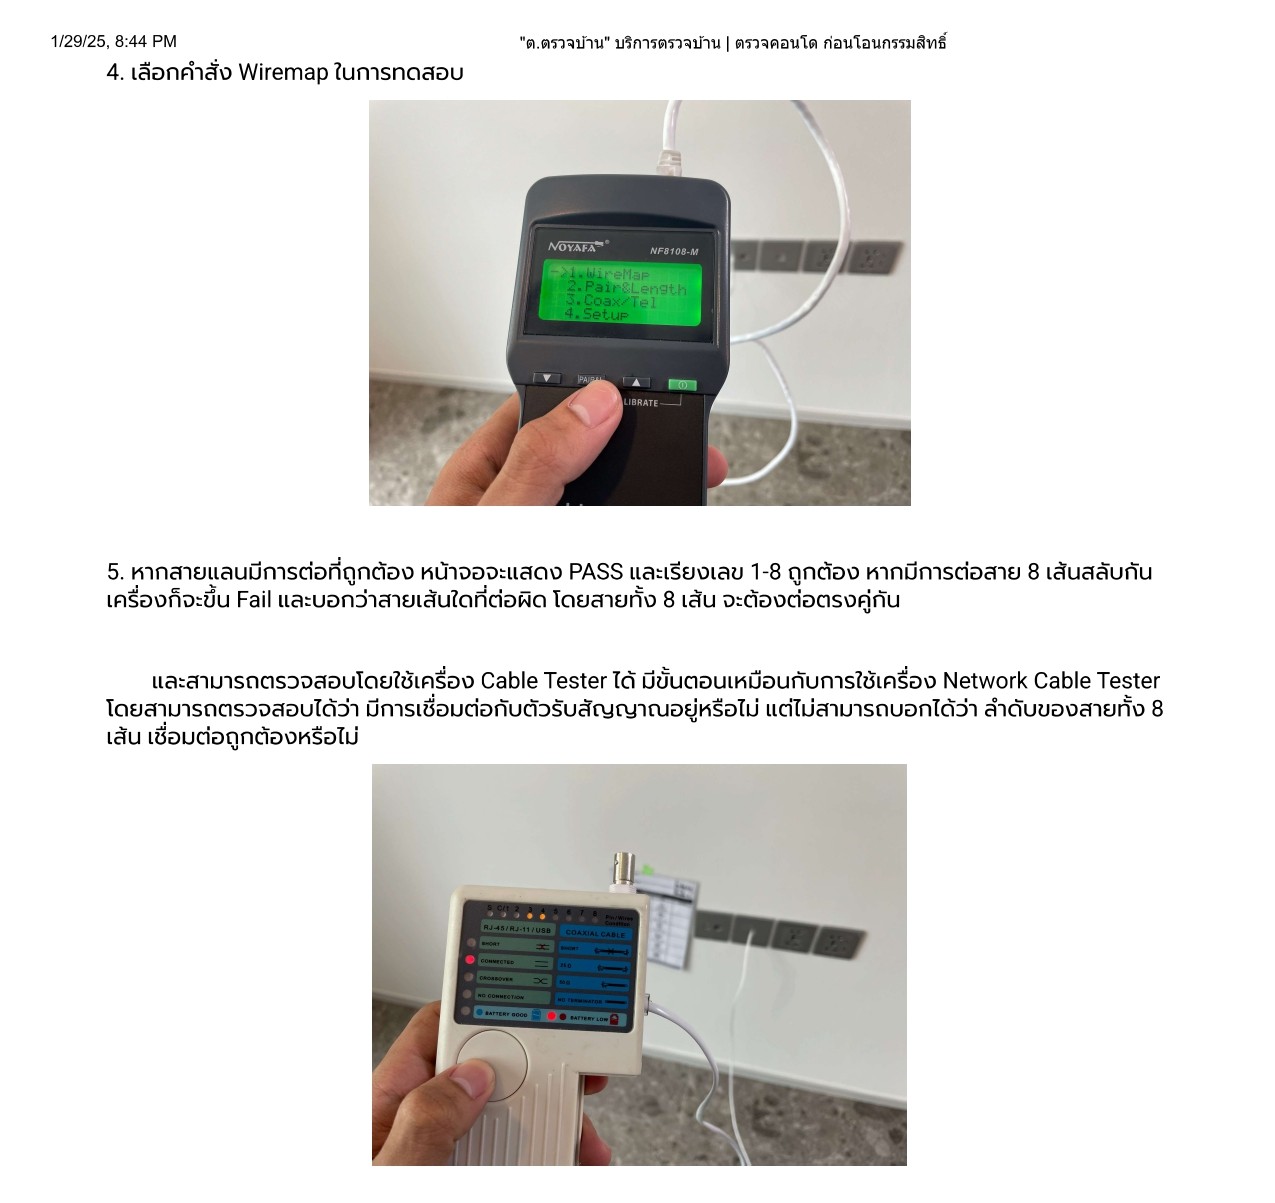 1/29/25, 8:44 PM
"ต.ตรวจบ้าน" บริการตรวจบ้าน | ตรวจคอนโด ก่อนโอนกรรมสิทธิ์
4. เลือกคำสั่ง Wiremap ในการทดสอบ
NOYAFA
NF8108-M
->1.WireMap
2.Pair&Length
3.Coax/Tel
4.Setup
LIBRATE
5. หากสายแลนมีการต่อที่ถูกต้อง หน้าจอจะแสดง PASS และเรียงเลข 1-8 ถูกต้อง หากมีการต่อสาย 8 เส้นสลับกัน
เครื่องก็จะขึ้น Fail และบอกว่าสายเส้นใดที่ต่อผิด โดยสายทั้ง 8 เส้น จะต้องต่อตรงคู่กัน
และสามารถตรวจสอบโดยใช้เครื่อง Cable Tester ได้ มีขั้นตอนเหมือนกับการใช้เครื่อง Network Cable Tester
โดยสามารถตรวจสอบได้ว่า มีการเชื่อมต่อกับตัวรับสัญญาณอยู่หรือไม่ แต่ไม่สามารถบอกได้ว่า ลำดับของสายทั้ง 8
เส้น เชื่อมต่อถูกต้องหรือไม่
S G/1 2 3 4 5 6 7 8 Pin/Wires
Condition
RJ-45/RJ-11/USB COAXIAL CABLE
SHORT SHORT
CONNECTED
CROSSOVER
NO CONNECTION NO TERMINATOR
BATTERY GOOD BATTERY LOW